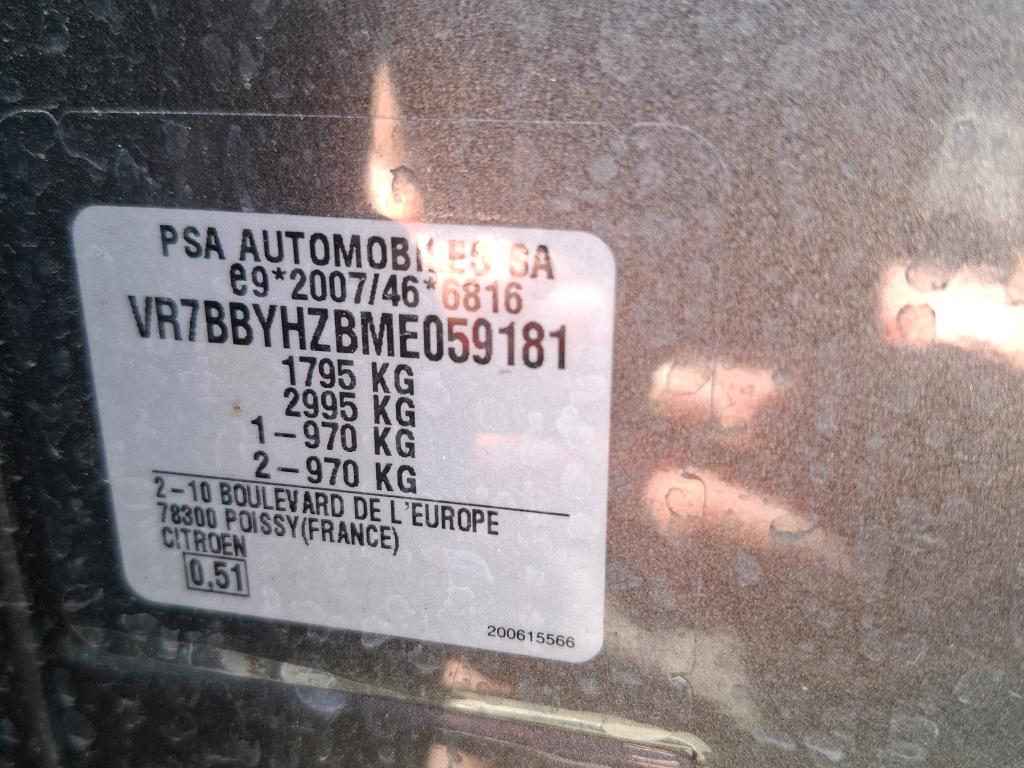 PSA AUTOMOBILES SA
e9*2007/46*6816
VR7BBYHZBME059181
1795 KG
2995 KG
1-970 KG
2-970 KG
2-10 BOULEVARD DE L'EUROPE
78300 POISSY(FRANCE)
CITROEN
0,51
200615566